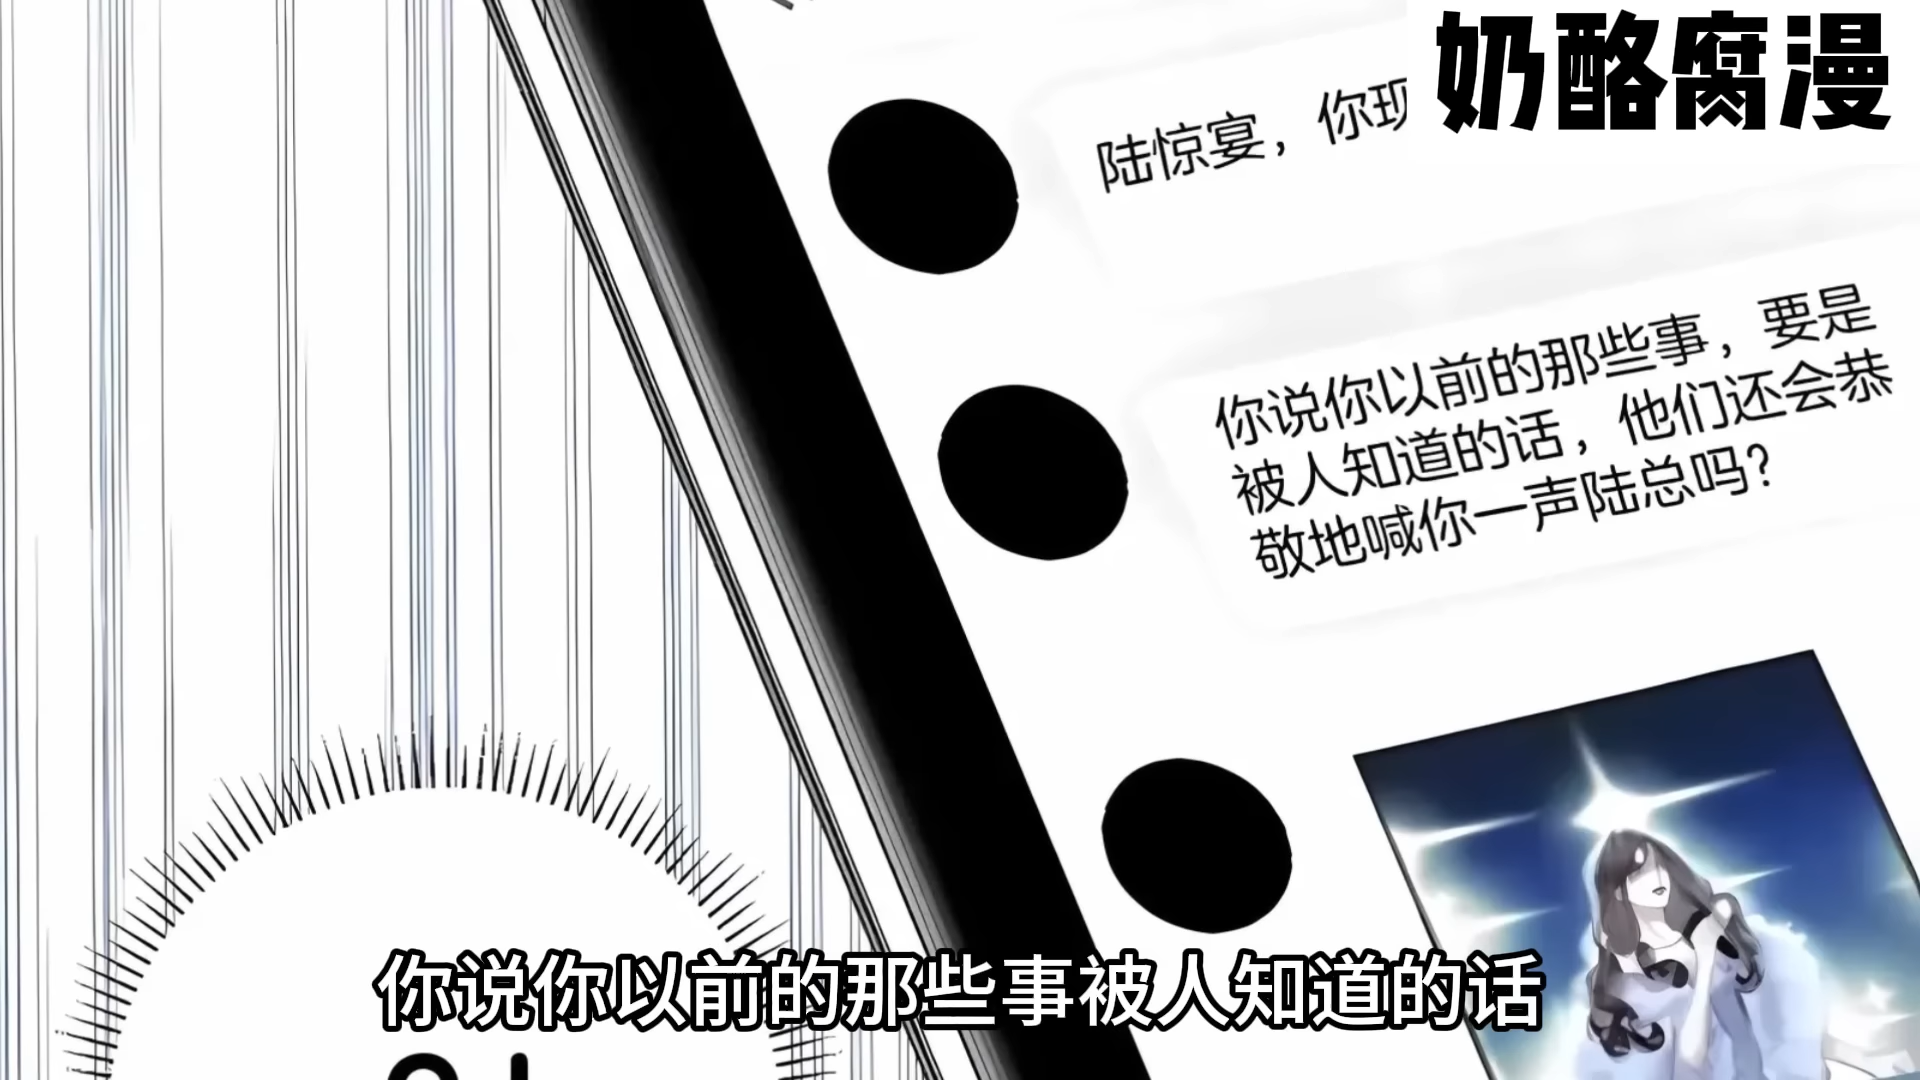 奶酪腐漫
陆惊宴，你现
你说你以前的那些事，要是
被人知道的话，他们还会恭
敬地喊你一声陆总吗？
你说你以前的那些事被人知道的话